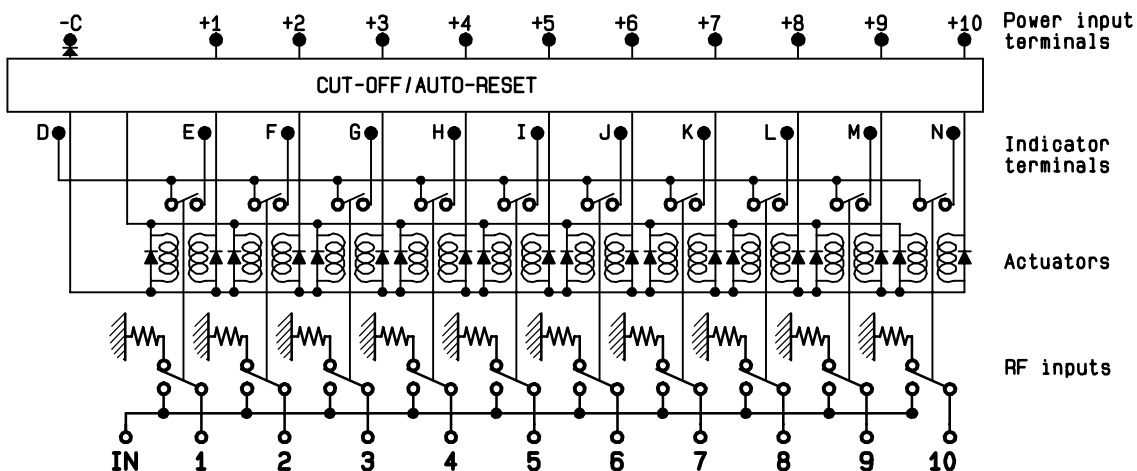 -C +1 +2 +3 +4 +5 +6 +7 +8 +9 +10 Power input
terminals
CUT-OFF/AUTO-RESET
D E F G H I J K L M N
Indicator
terminals
Actuators
RF inputs
IN 1 2 3 4 5 6 7 8 9 10